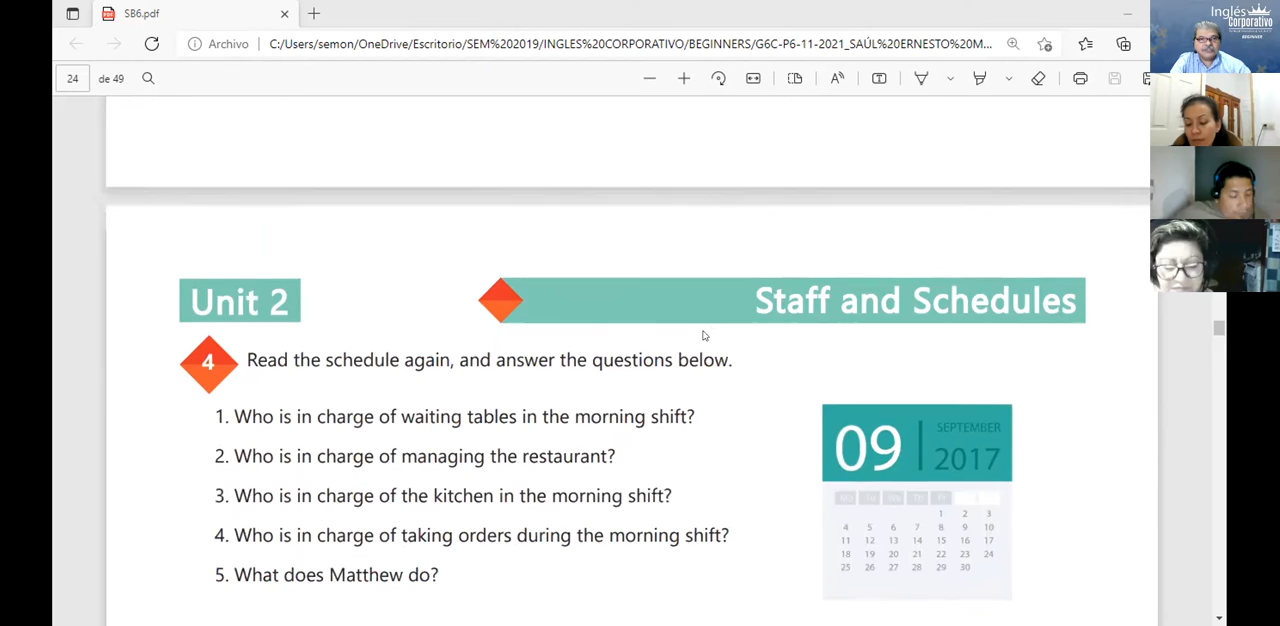 SB6.pdf
Archivo
C:/Users/semon/OneDrive/Escritorio/SEM%202019/INGLES%20CORPORATIVO/BEGINNERS/G6C-P6-11-2021_SAÚL%20ERNESTO%20M...
24
de 49
Inglés
Corporativo
BEGINNER
Unit 2
Staff and Schedules
4
Read the schedule again, and answer the questions below.
1. Who is in charge of waiting tables in the morning shift?
2. Who is in charge of managing the restaurant?
3. Who is in charge of the kitchen in the morning shift?
4. Who is in charge of taking orders during the morning shift?
5. What does Matthew do?
09
SEPTEMBER
2017
Mo Tu We Th Fr
1 2 3
4 5 6 7 8 9 10
11 12 13 14 15 16 17
18 19 20 21 22 23 24
25 26 27 28 29 30